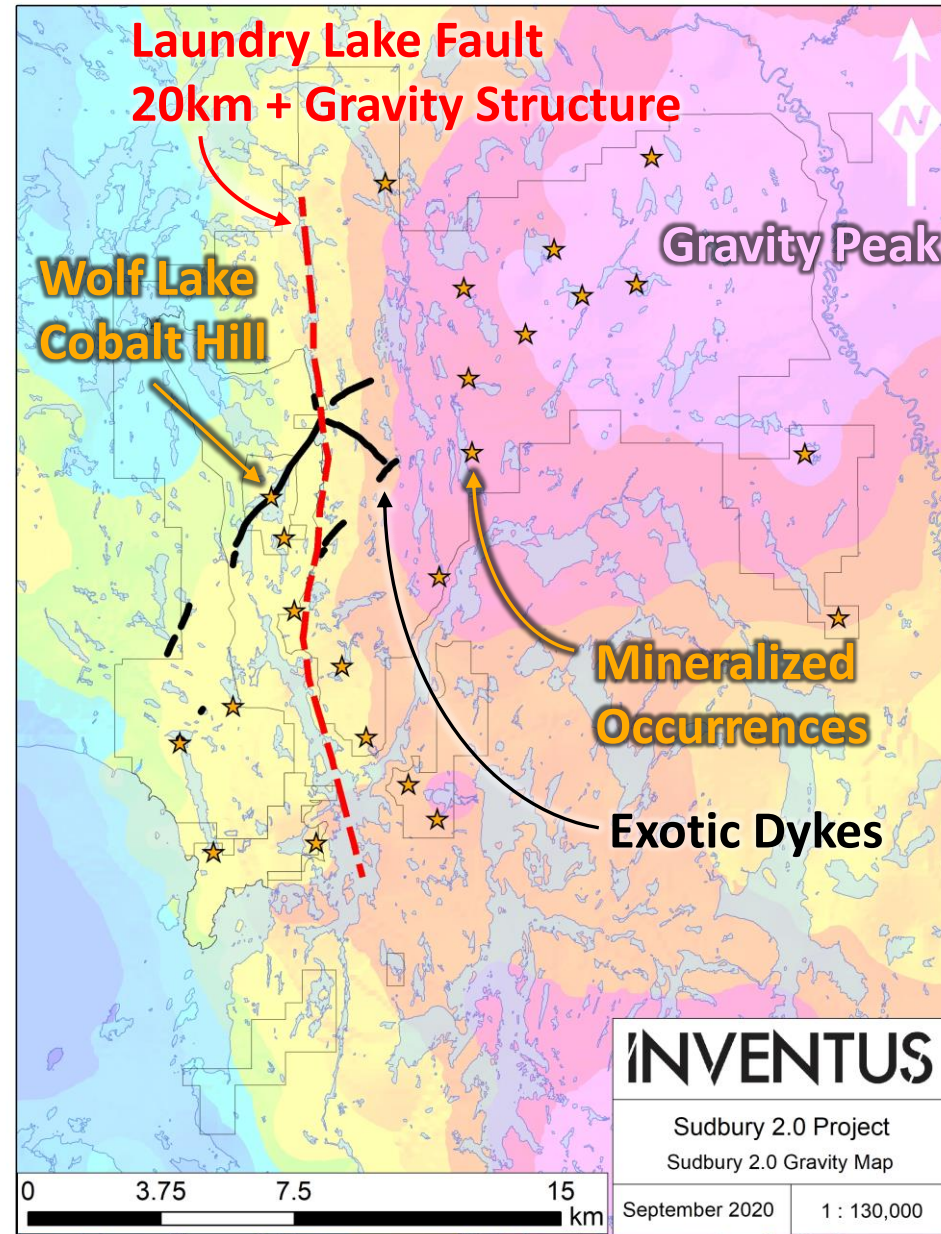 Laundry Lake Fault
20km + Gravity Structure
N
Gravity Peak
Wolf Lake
Cobalt Hill
Mineralized
Occurrences
Exotic Dykes
INVENTUS
Sudbury 2.0 Project
Sudbury 2.0 Gravity Map
September 2020
1 : 130,000
0 3.75 7.5 15
km